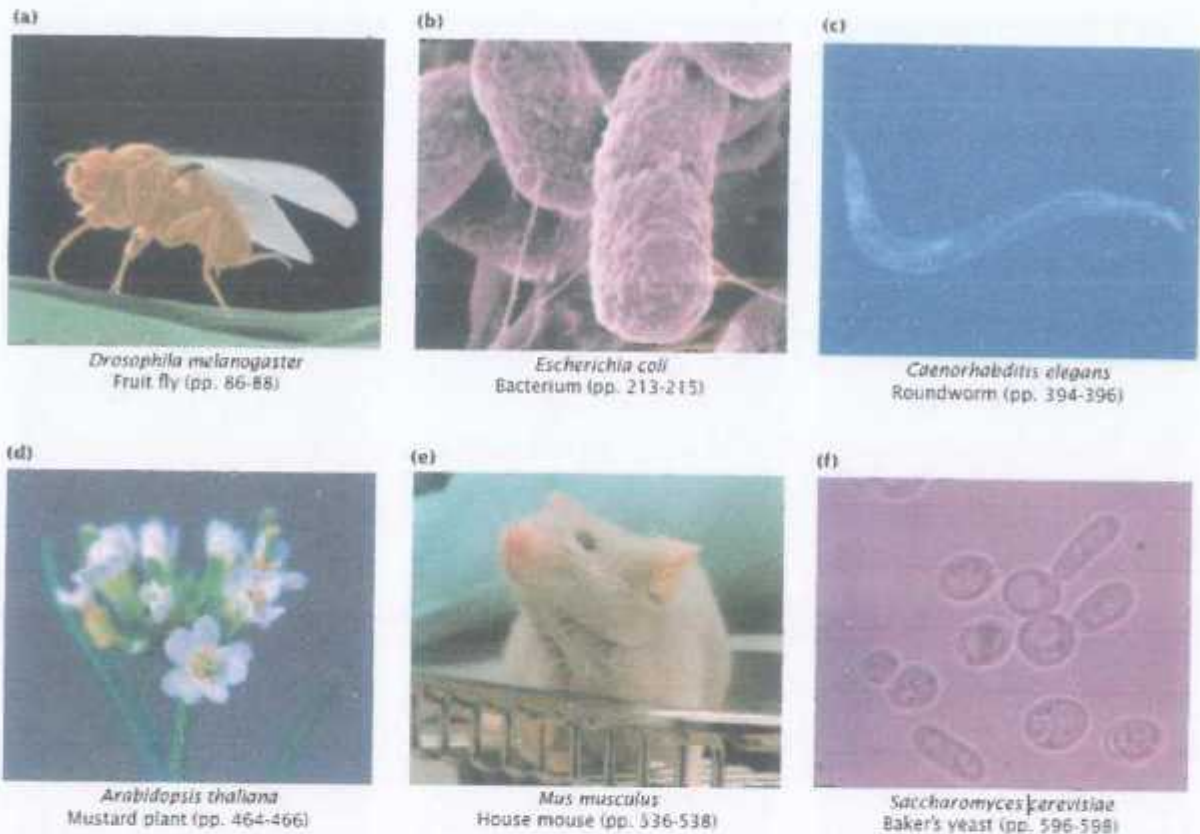 (a)
(b)
(c)
Drosophila melanogaster
Fruit fly (pp. 86-88)
Escherichia coli
Bacterium (pp. 213-215)
Caenorhabditis elegans
Roundworm (pp. 394-396)
(d)
(e)
(f)
Arabidopsis thaliana
Mustard plant (pp. 464-466)
Mus musculus
House mouse (pp. 536-538)
Saccharomyces cerevisiae
Baker's yeast (pp. 596-598)